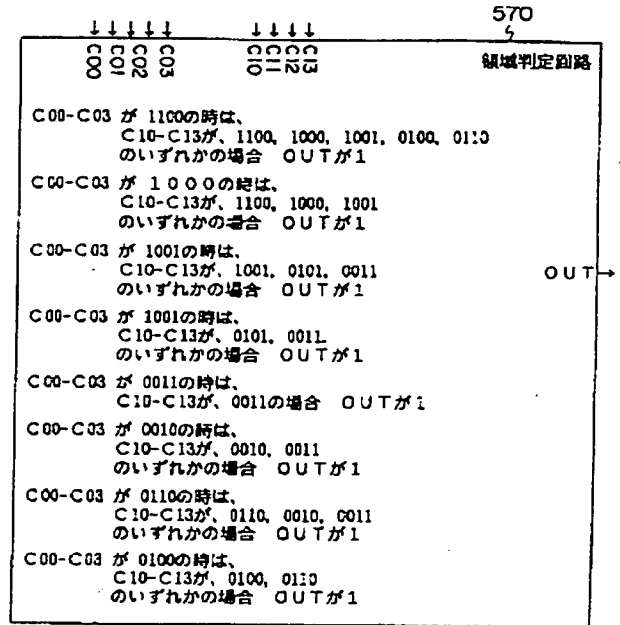 570
C00 C01 C02 C03 C10 C11 C12 C13
領域判定回路
C00-C03 が 1100の時は、
C10-C13が、1100, 1000, 1001, 0100, 0110
のいずれかの場合 OUTが1
C00-C03 が 1000の時は、
C10-C13が、1100, 1000, 1001
のいずれかの場合 OUTが1
C00-C03 が 1001の時は、
C10-C13が、1001, 0101, 0011
のいずれかの場合 OUTが1
OUT
C00-C03 が 1001の時は、
C10-C13が、0101, 0011
のいずれかの場合 OUTが1
C00-C03 が 0011の時は、
C10-C13が、0011の場合 OUTが1
C00-C03 が 0010の時は、
C10-C13が、0010, 0011
のいずれかの場合 OUTが1
C00-C03 が 0110の時は、
C10-C13が、0110, 0010, 0011
のいずれかの場合 OUTが1
C00-C03 が 0100の時は、
C10-C13が、0100, 0110
のいずれかの場合 OUTが1